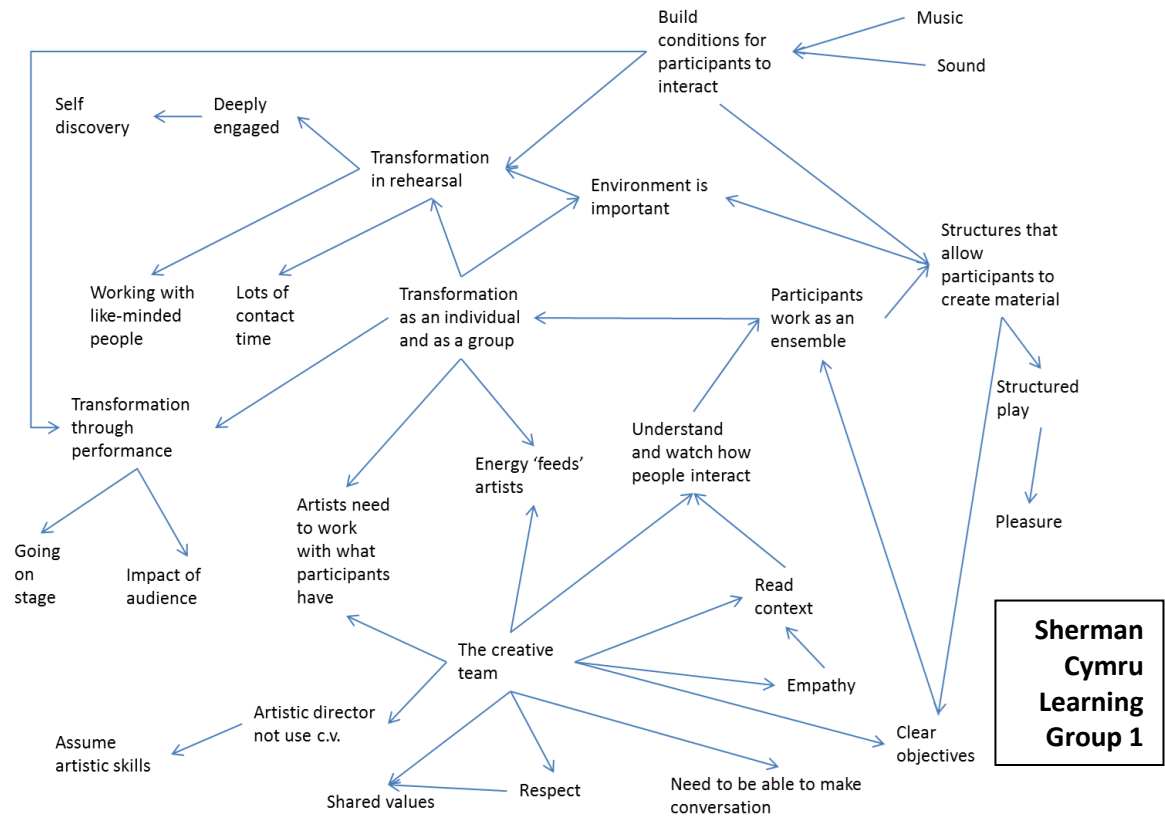 Build
conditions for
participants to
interact
Music
Sound
Self
discovery
Deeply
engaged
Transformation
in rehearsal
Environment is
important
Structures that
allow
participants to
create material
Working with
like-minded
people
Lots of
contact
time
Transformation
as an individual
and as a group
Participants
work as an
ensemble
Structured
play
Transformation
through
performance
Understand
and watch how
people interact
Energy ‘feeds’
artists
Artists need
to work
with what
participants
have
Pleasure
Going
on
stage
Impact of
audience
Read
context
The creative
team
Empathy
Sherman
Cymru
Learning
Group 1
Artistic director
not use c.v.
Assume
artistic skills
Clear
objectives
Shared values
Respect
Need to be able to make
conversation